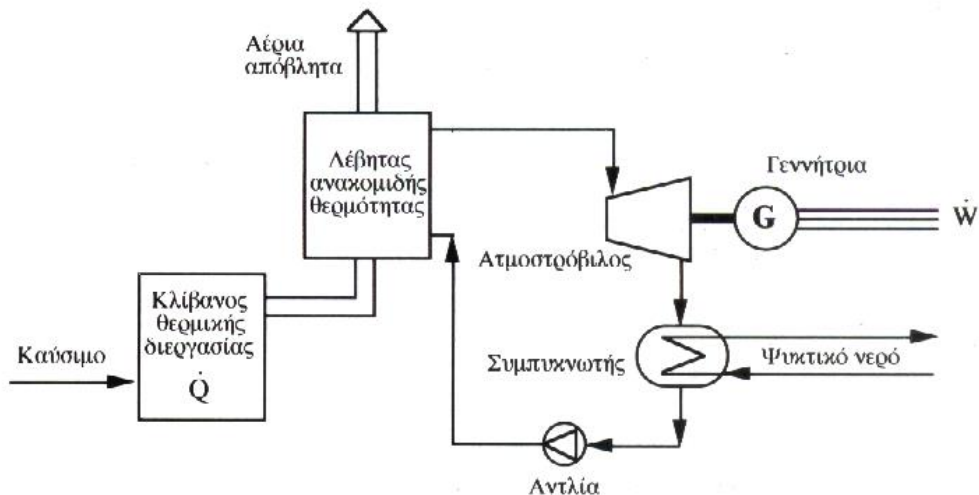 Αέρια
απόβλητα
Λέβητας
ανακομιδής
θερμότητας
Γεννήτρια
G
Ẇ
Ατμοστρόβιλος
Κλίβανος
θερμικής
διεργασίας
Q̇
Καύσιμο
Συμπυκνωτής
Ψυκτικό νερό
Αντλία